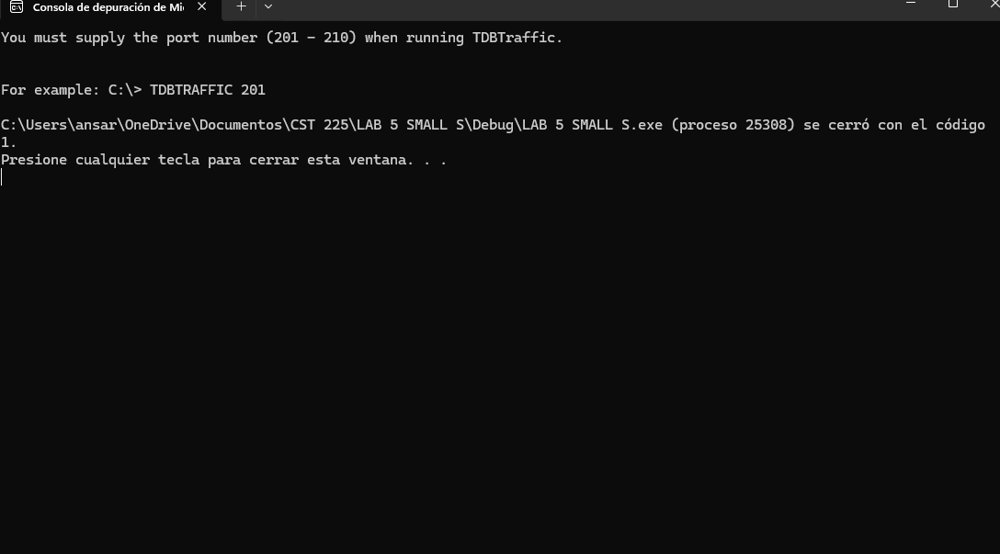 Consola de depuración de Mi
You must supply the port number (201 - 210) when running TDBTraffic.
For example: C:\> TDBTRAFFIC 201
C:\Users\ansar\OneDrive\Documentos\CST 225\LAB 5 SMALL S\Debug\LAB 5 SMALL S.exe (proceso 25308) se cerró con el código
1.
Presione cualquier tecla para cerrar esta ventana. . .